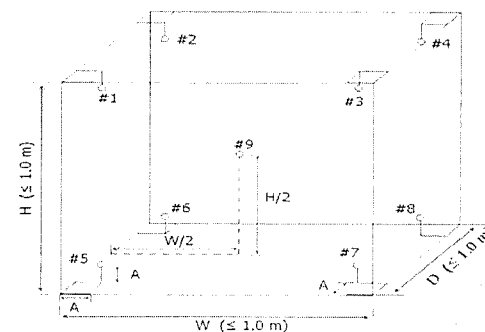 #2
#4
#1
#3
#9
H (≤ 1.0 m)
H/2
#6
#8
W/2
#5
#7
A
A
D (≤ 1.0 m)
A
W (≤ 1.0 m)